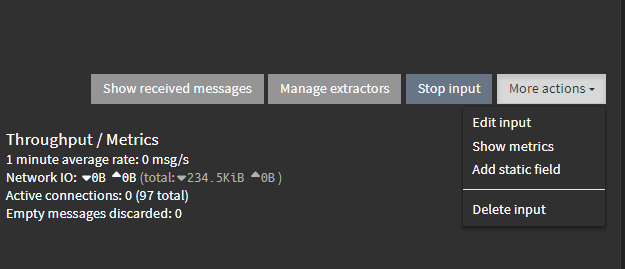 Show received messages Manage extractors Stop input More actions
Edit input
Show metrics
Add static field
Delete input
Throughput / Metrics
1 minute average rate: 0 msg/s
Network IO: 0B 0B (total: 234.5KiB 0B )
Active connections: 0 (97 total)
Empty messages discarded: 0